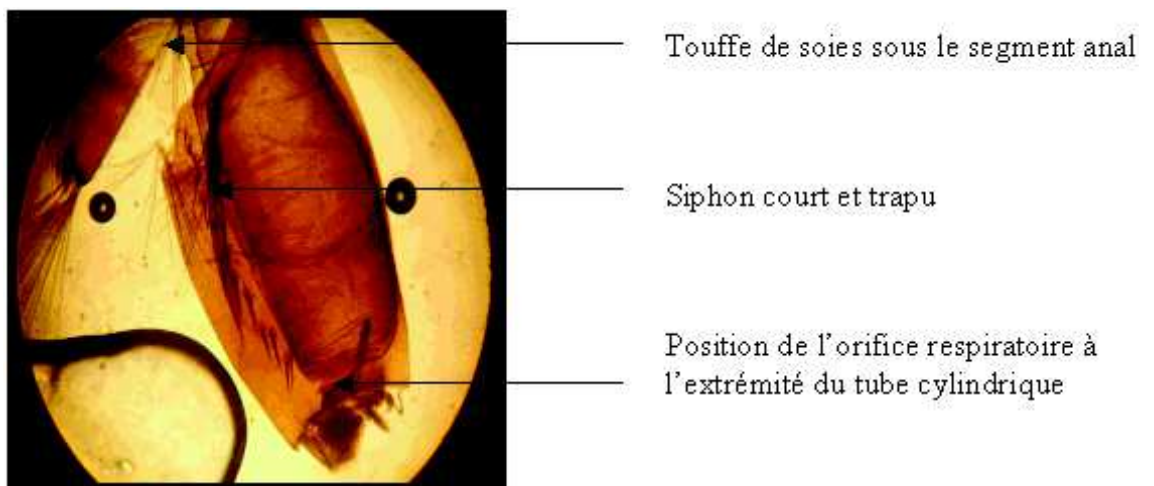 Touffe de soies sous le segment anal
Siphon court et trapu
Position de l'orifice respiratoire à
l'extrémité du tube cylindrique